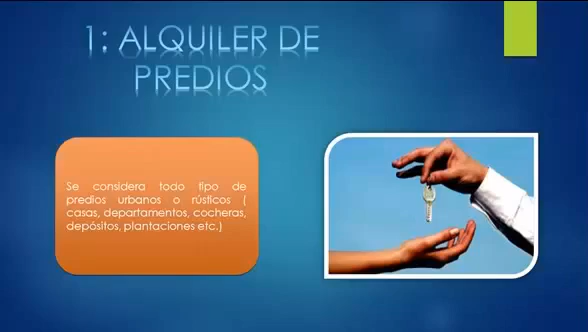 1: ALQUILER DE
PREDIOS
Se considera todo tipo de
predios urbanos o rústicos (
casas, departamentos, cocheras,
depósitos, plantaciones etc.)